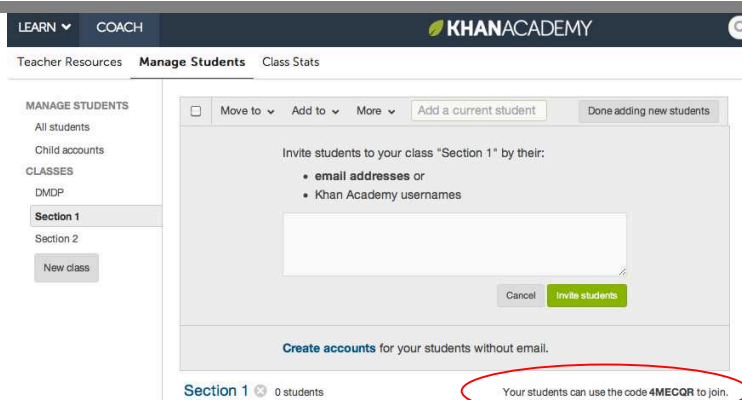 LEARN COACH KHANACADEMY
Teacher Resources Manage Students Class Stats
MANAGE STUDENTS
All students
Child accounts
CLASSES
DMDP
Section 1
Section 2
New class
Move to Add to More Add a current student Done adding new students
Invite students to your class "Section 1" by their:
• email addresses or
• Khan Academy usernames
Cancel Invite students
Create accounts for your students without email.
Section 1 0 students Your students can use the code 4MECQR to join.